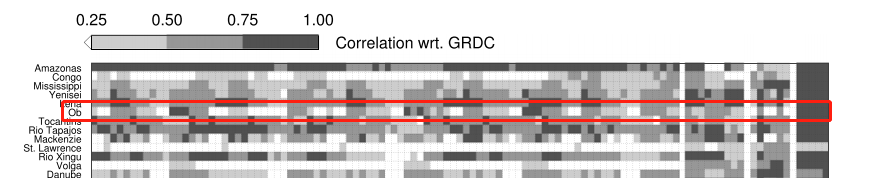 0.25 0.50 0.75 1.00
Correlation wrt. GRDC
Amazonas
Congo
Mississippi
Yenisei
Lena
Ob
Tocantins
Rio Tapajos
Mackenzie
St. Lawrence
Rio Xingu
Volga
Danube